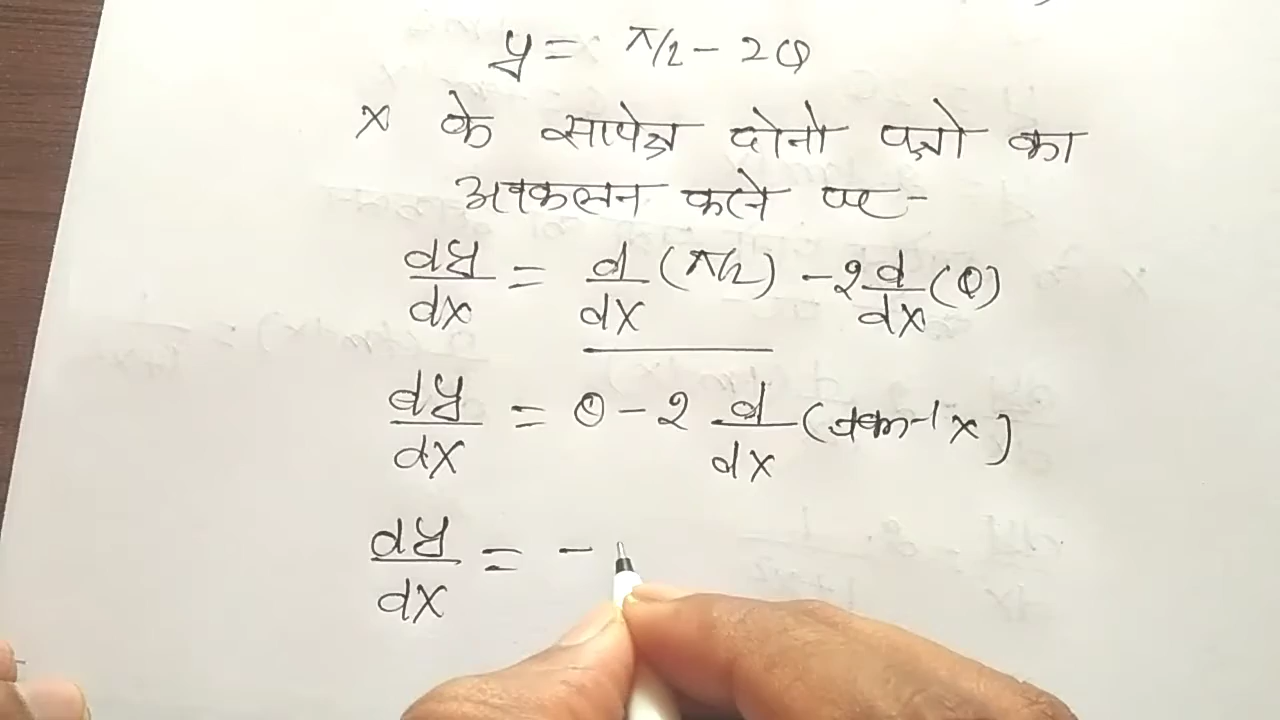 y = π/2 - 2θ
x के सापेक्ष दोनो पक्षो का
अवकलन करने पर -
dy/dx = d/dx (π/2) - 2 d/dx (θ)
dy/dx = 0 - 2 d/dx (tan-1x)
dy/dx = -